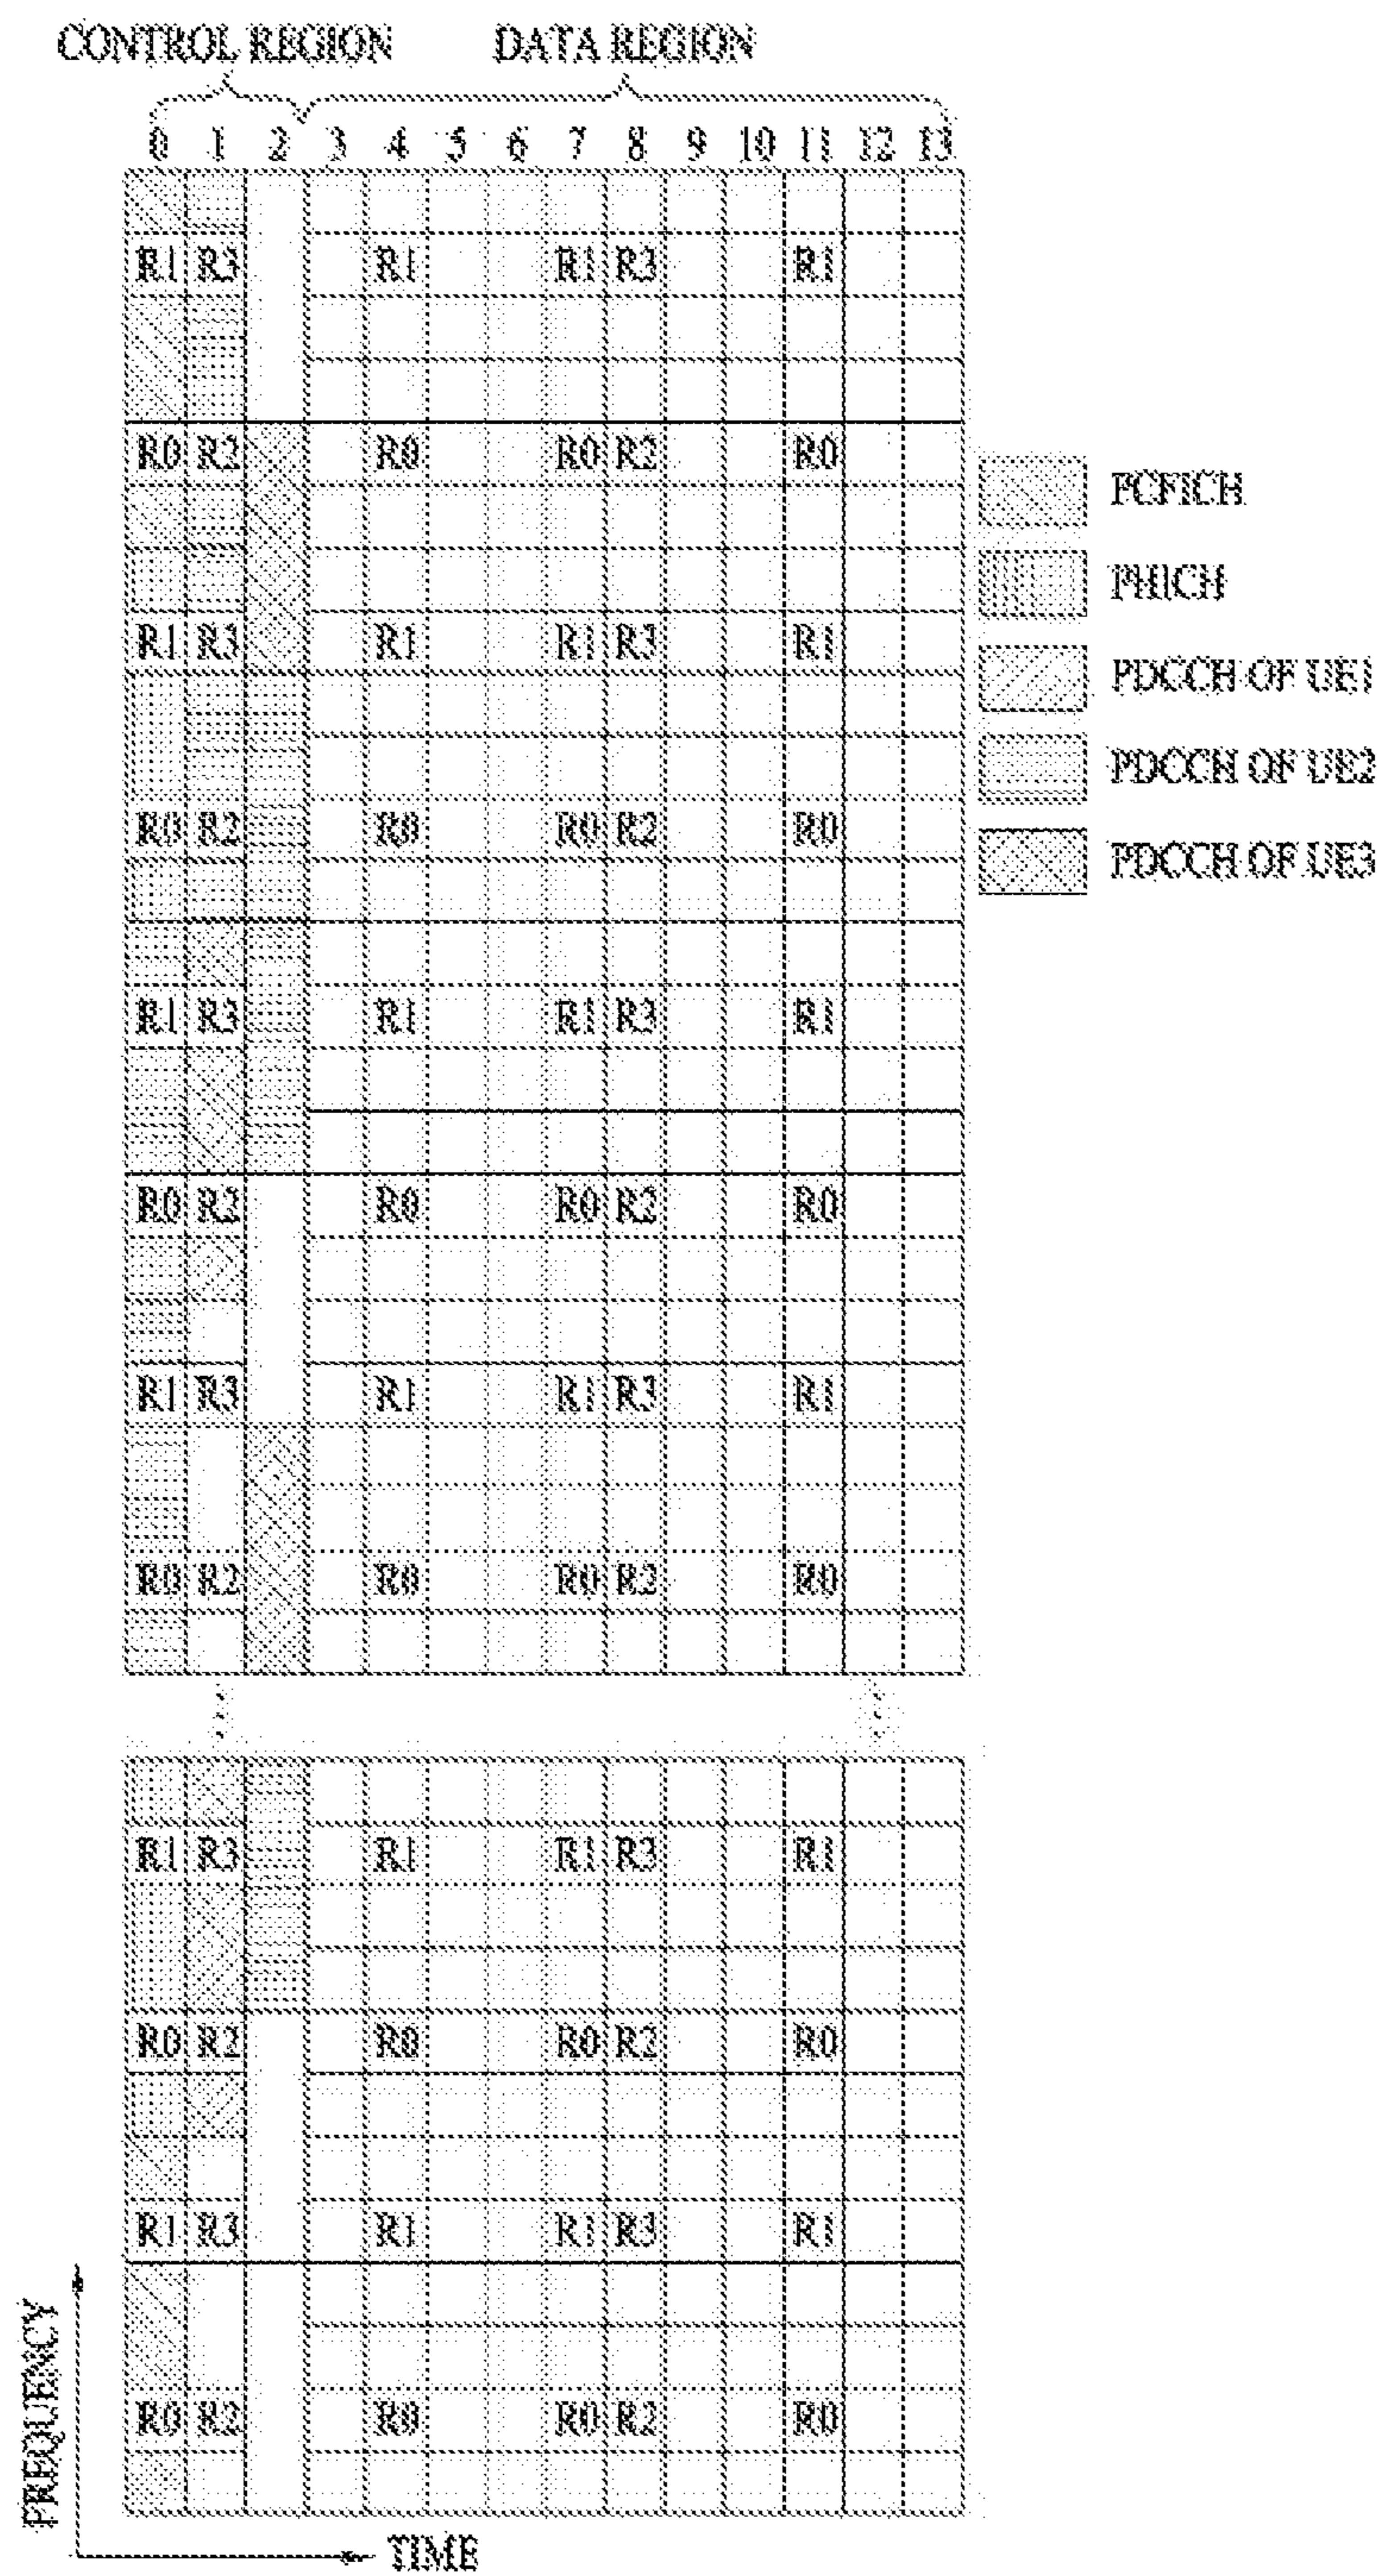 CONTROL REGION DATA REGION
0 1 2 3 4 5 6 7 8 9 10 11 12 13
R1 R3 R1 R1 R3 R1
R0 R2 R0 R0 R2 R0
PCFICH
PHICH
R1 R3 R1 R1 R3 R1
PDCCH OF UE1
PDCCH OF UE2
R0 R2 R0 R0 R2 R0
PDCCH OF UE3
R1 R3 R1 R1 R3 R1
R0 R2 R0 R0 R2 R0
R1 R3 R1 R1 R3 R1
R0 R2 R0 R0 R2 R0
R1 R3 R1 R1 R3 R1
R0 R2 R0 R0 R2 R0
R1 R3 R1 R1 R3 R1
R0 R2 R0 R0 R2 R0
FREQUENCY
TIME